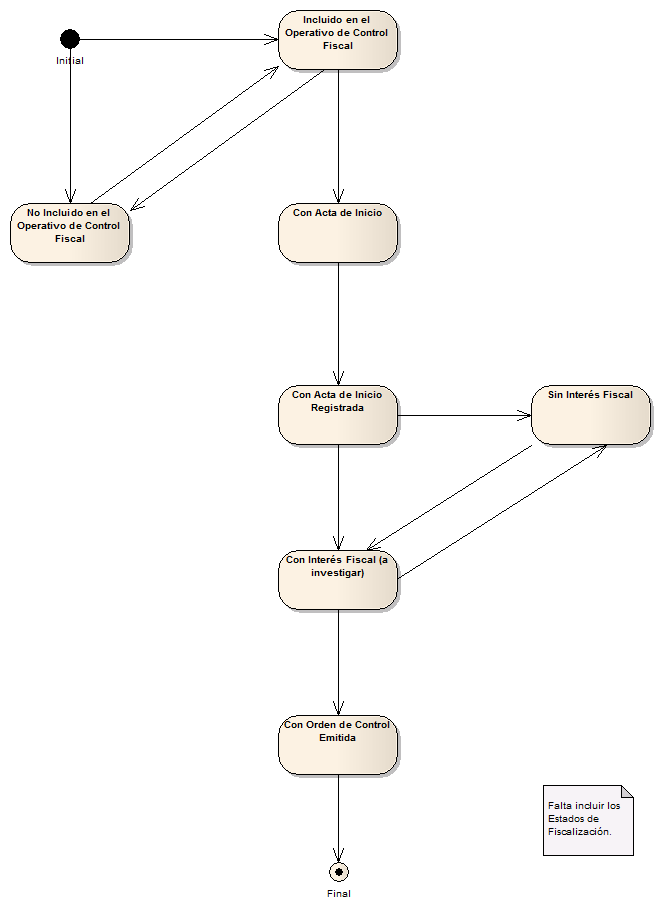 Incluido en el
Operativo de Control
Fiscal
Initial
No Incluido en el
Operativo de Control
Fiscal
Con Acta de Inicio
Con Acta de Inicio
Registrada
Sin Interés Fiscal
Con Interés Fiscal (a
investigar)
Con Orden de Control
Emitida
Falta incluir los
Estados de
Fiscalización.
Final